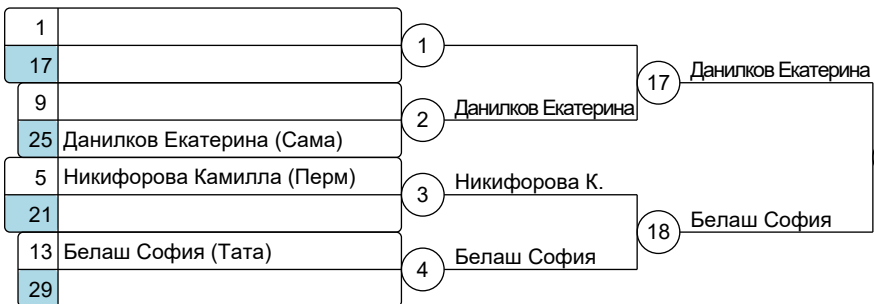 1
17
1
9
25 Данилков Екатерина (Сама)
2
Данилков Екатерина
17
Данилков Екатерина
5 Никифорова Камилла (Перм)
21
3
Никифорова К.
13 Белаш София (Тата)
29
4
Белаш София
18
Белаш София